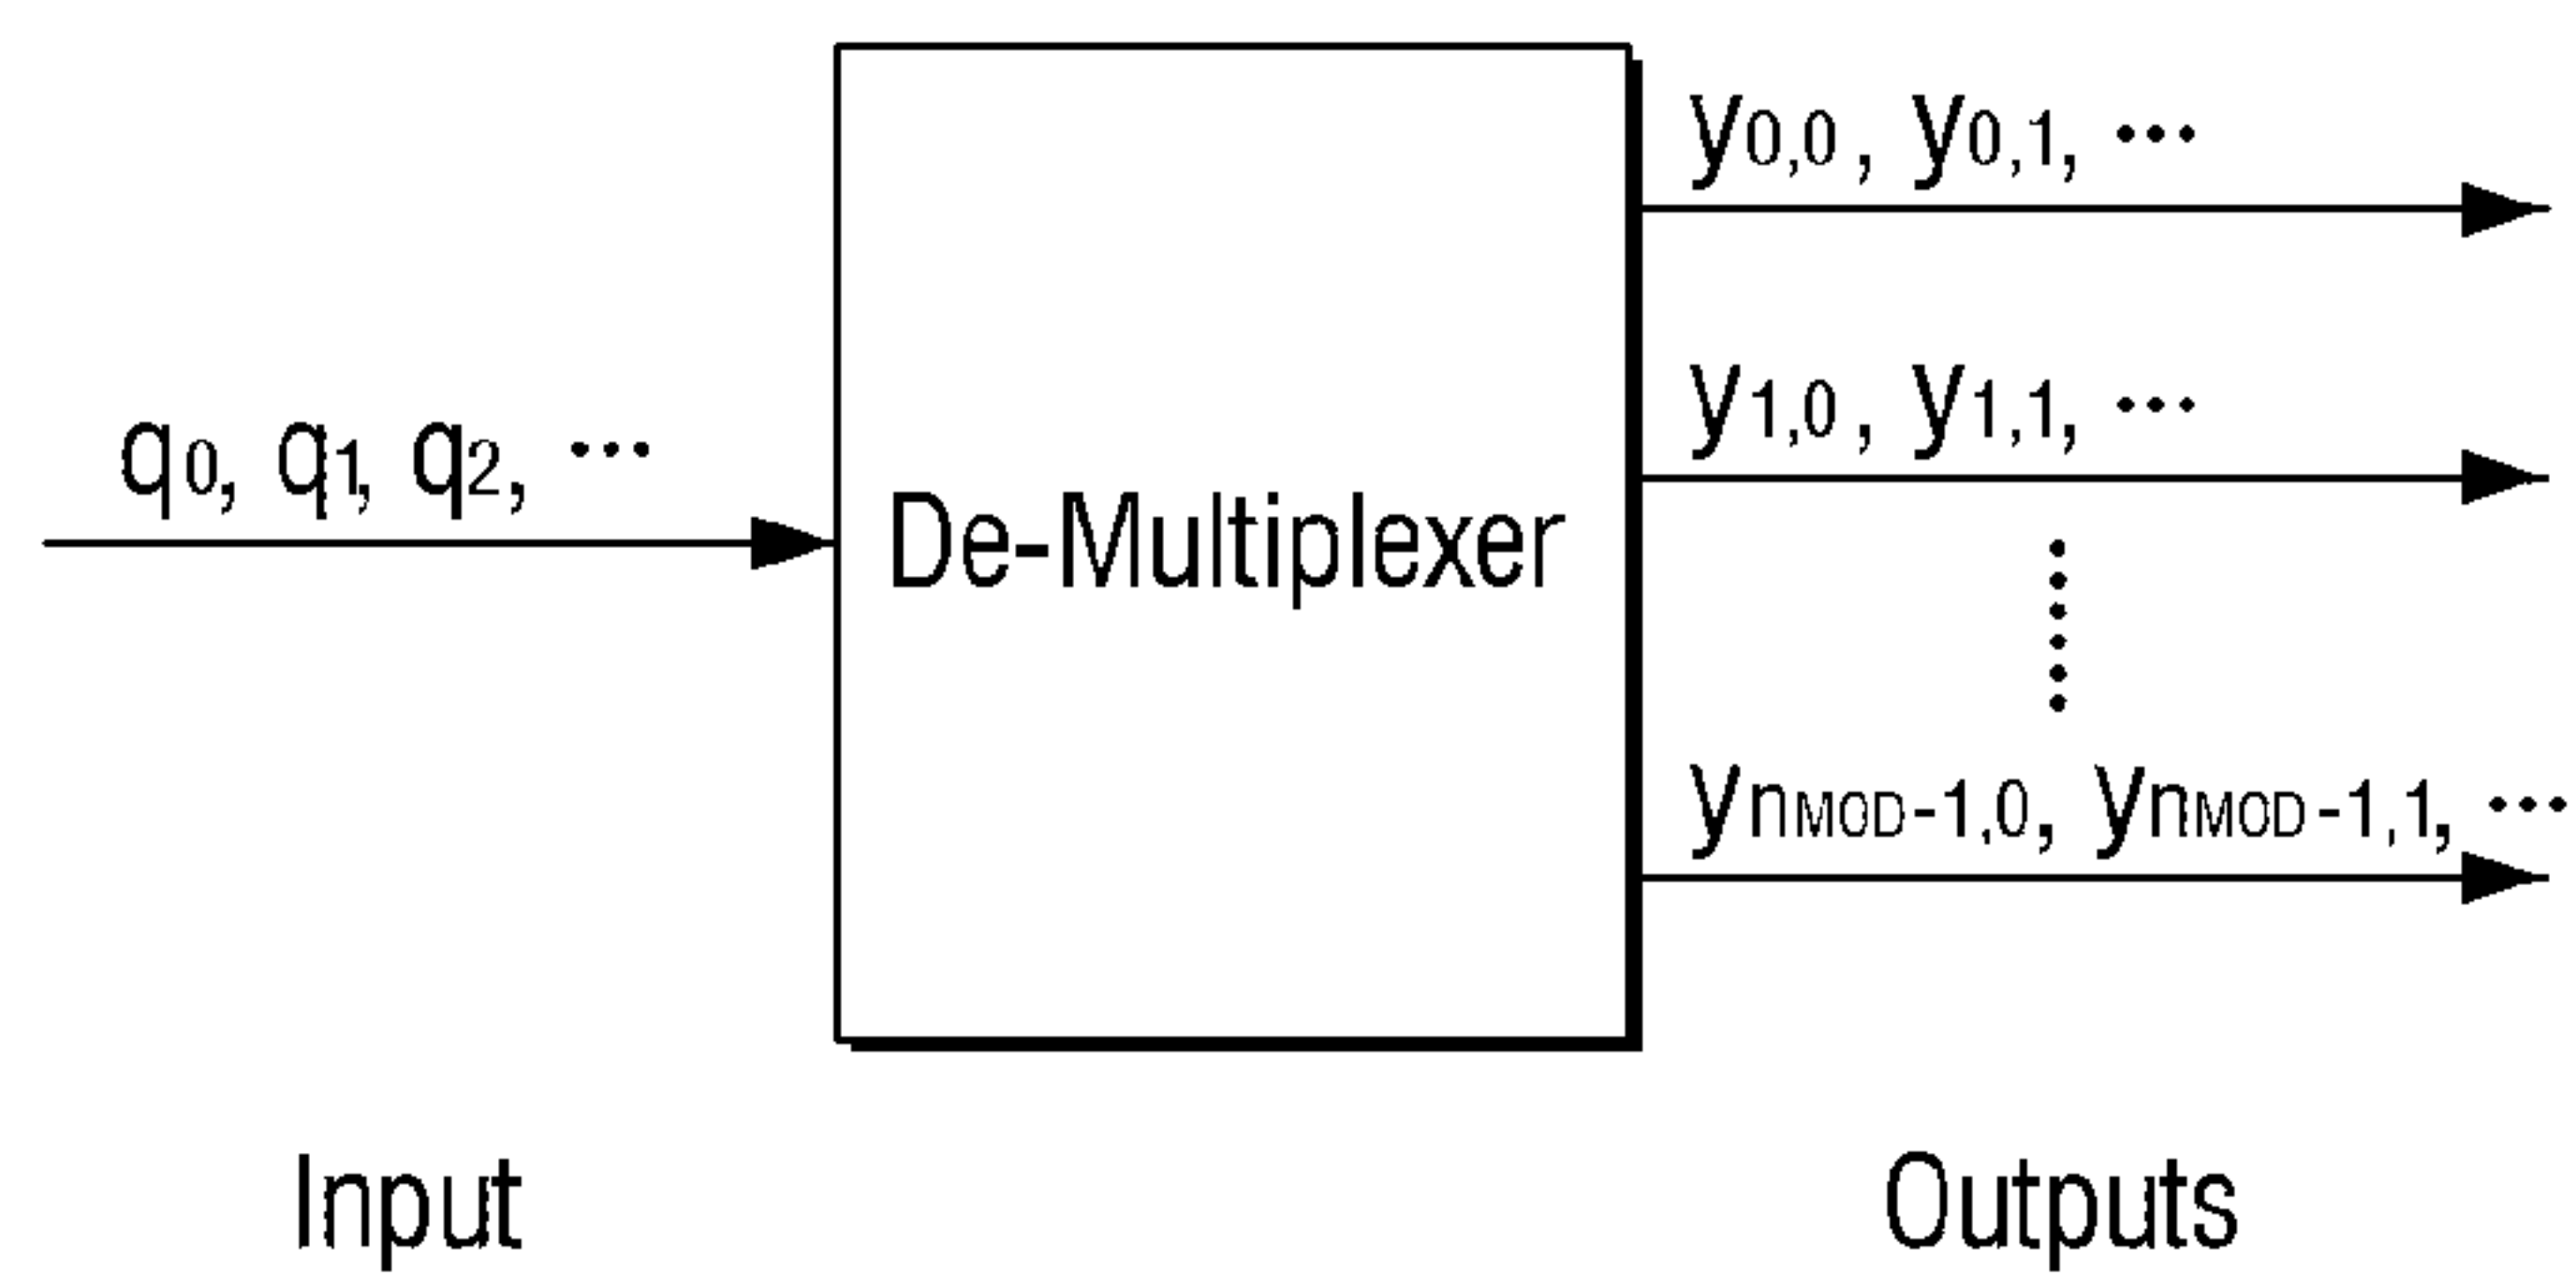 y0,0, y0,1, ···
y1,0, y1,1, ···
q0, q1, q2, ···
De-Multiplexer
ynMOD-1,0, ynMOD-1,1, ···
Input
Outputs